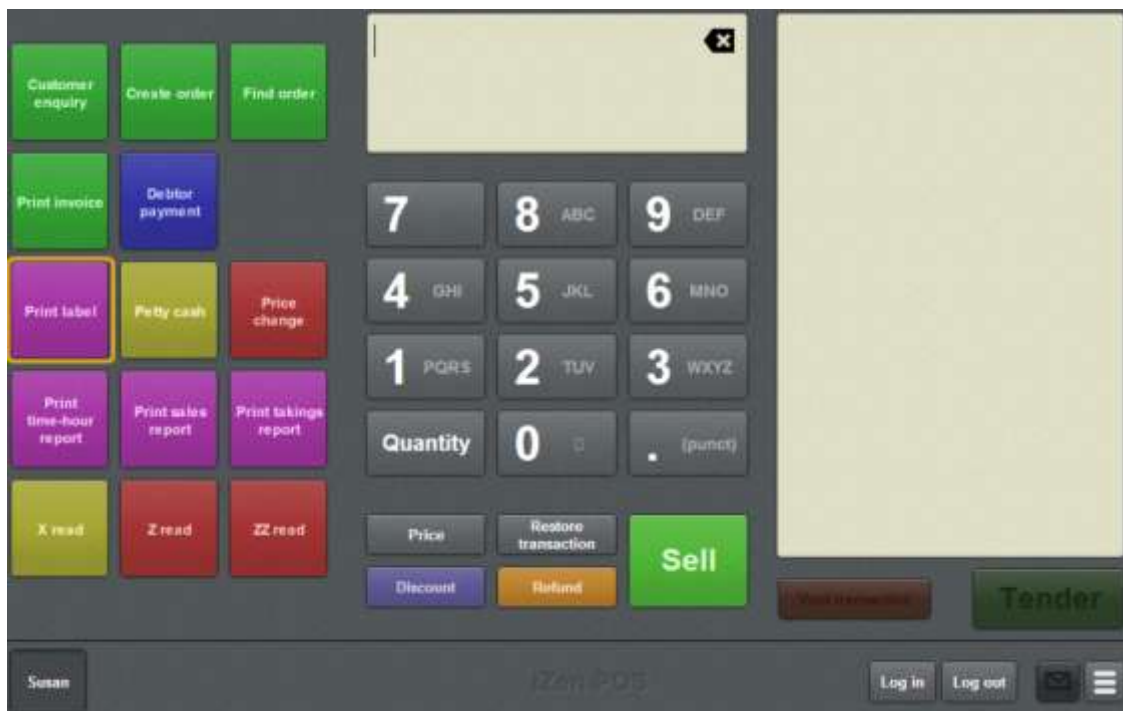 Customer
enquiry
Create order
Find order
Print invoice
Debtor
payment
Print label
Petty cash
Price
change
Print
time-hour
report
Print sales
report
Print takings
report
X read
Z read
ZZ read
7
8 ABC
9 DEF
4 GHI
5 JKL
6 MNO
1 PQRS
2 TUV
3 WXYZ
Quantity
0
. (punct)
Price
Restore
transaction
Discount
Refund
Sell
Void transaction
Tender
Susan
Log in
Log out